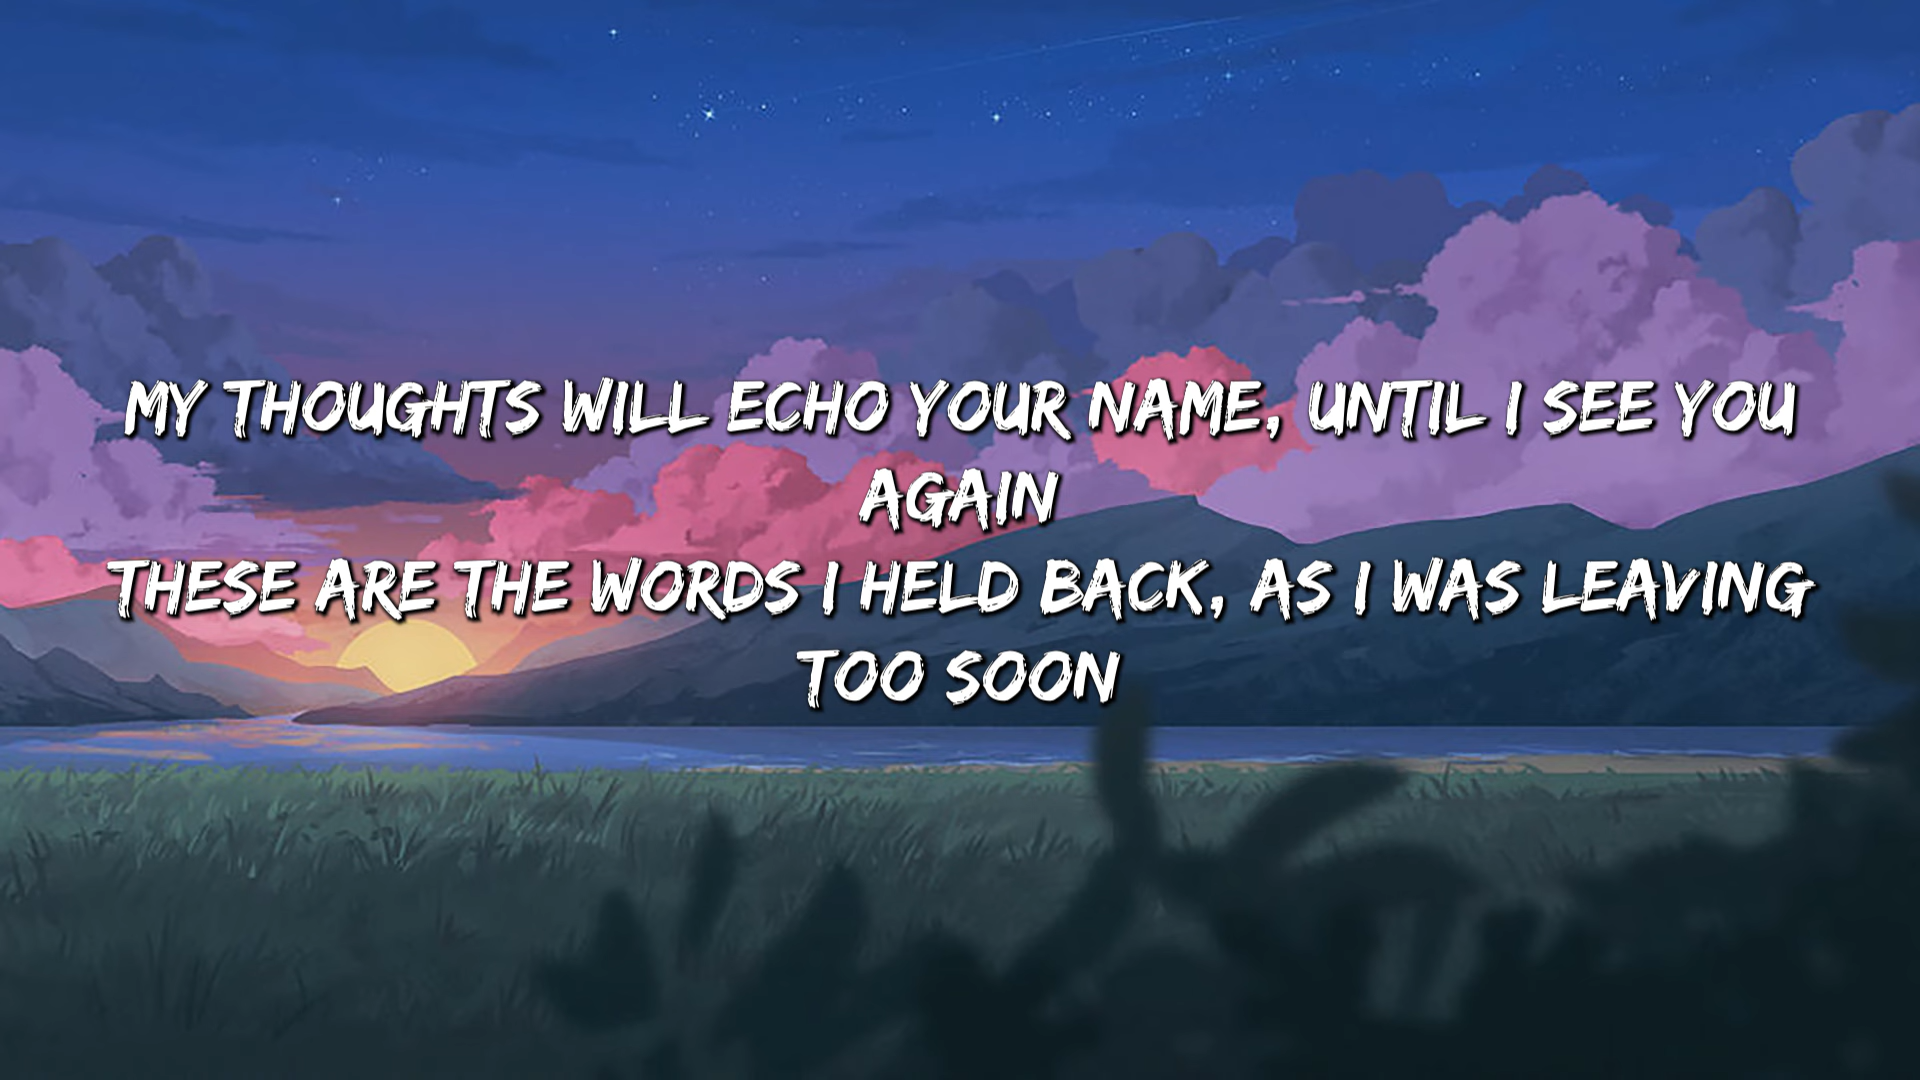 MY THOUGHTS WILL ECHO YOUR NAME, UNTIL I SEE YOU
AGAIN
THESE ARE THE WORDS I HELD BACK, AS I WAS LEAVING
TOO SOON